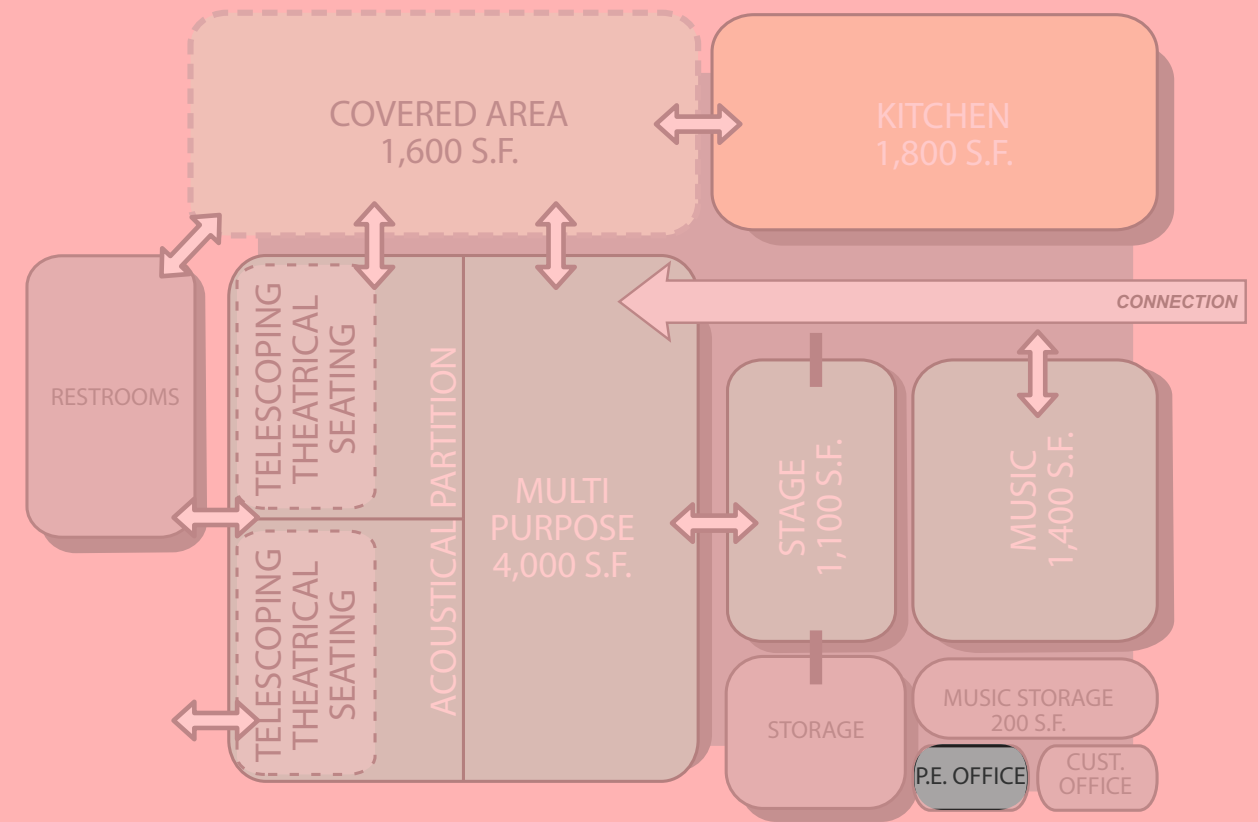 COVERED AREA
1,600 S.F.
KITCHEN
1,800 S.F.
CONNECTION
RESTROOMS
TELESCOPING
THEATRICAL
SEATING
ACOUSTICAL PARTITION
MULTI
PURPOSE
4,000 S.F.
STAGE
1,100 S.F.
MUSIC
1,400 S.F.
TELESCOPING
THEATRICAL
SEATING
STORAGE
MUSIC STORAGE
200 S.F.
P.E. OFFICE
CUST.
OFFICE